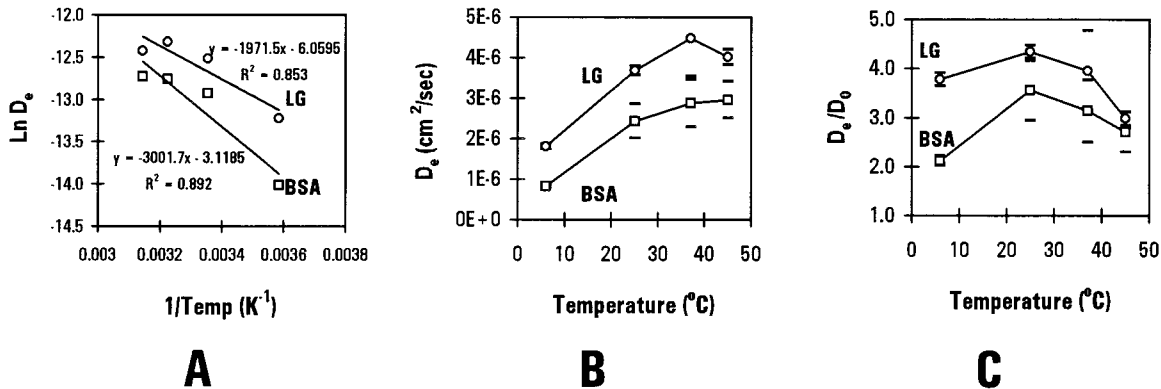 -12.0
-12.5
-13.0
-13.5
-14.0
-14.5
Ln Dₑ
y = -1971.5x - 6.0595
R² = 0.853
LG
y = -3001.7x - 3.1185
R² = 0.892
BSA
0.003 0.0032 0.0034 0.0036 0.0038
1/Temp (K⁻¹)
A
5E-6
4E-6
3E-6
2E-6
1E-6
0E+0
Dₑ (cm²/sec)
LG
BSA
0 10 20 30 40 50
Temperature (°C)
B
5.0
4.0
3.0
2.0
1.0
Dₑ/D₀
LG
BSA
0 10 20 30 40 50
Temperature (°C)
C